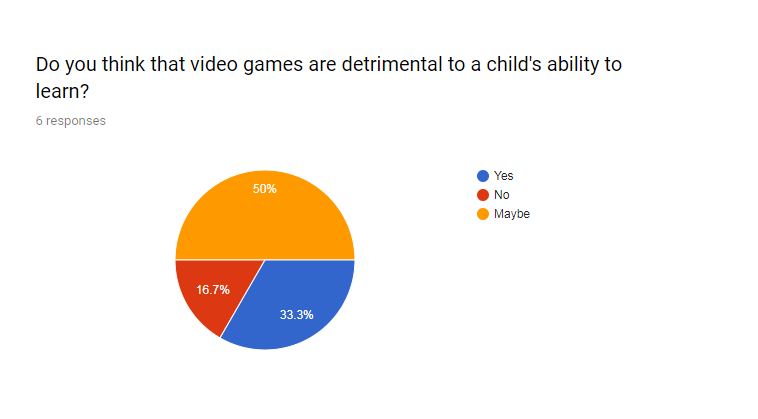 Do you think that video games are detrimental to a child's ability to
learn?
6 responses
50%
16.7%
33.3%
Yes
No
Maybe